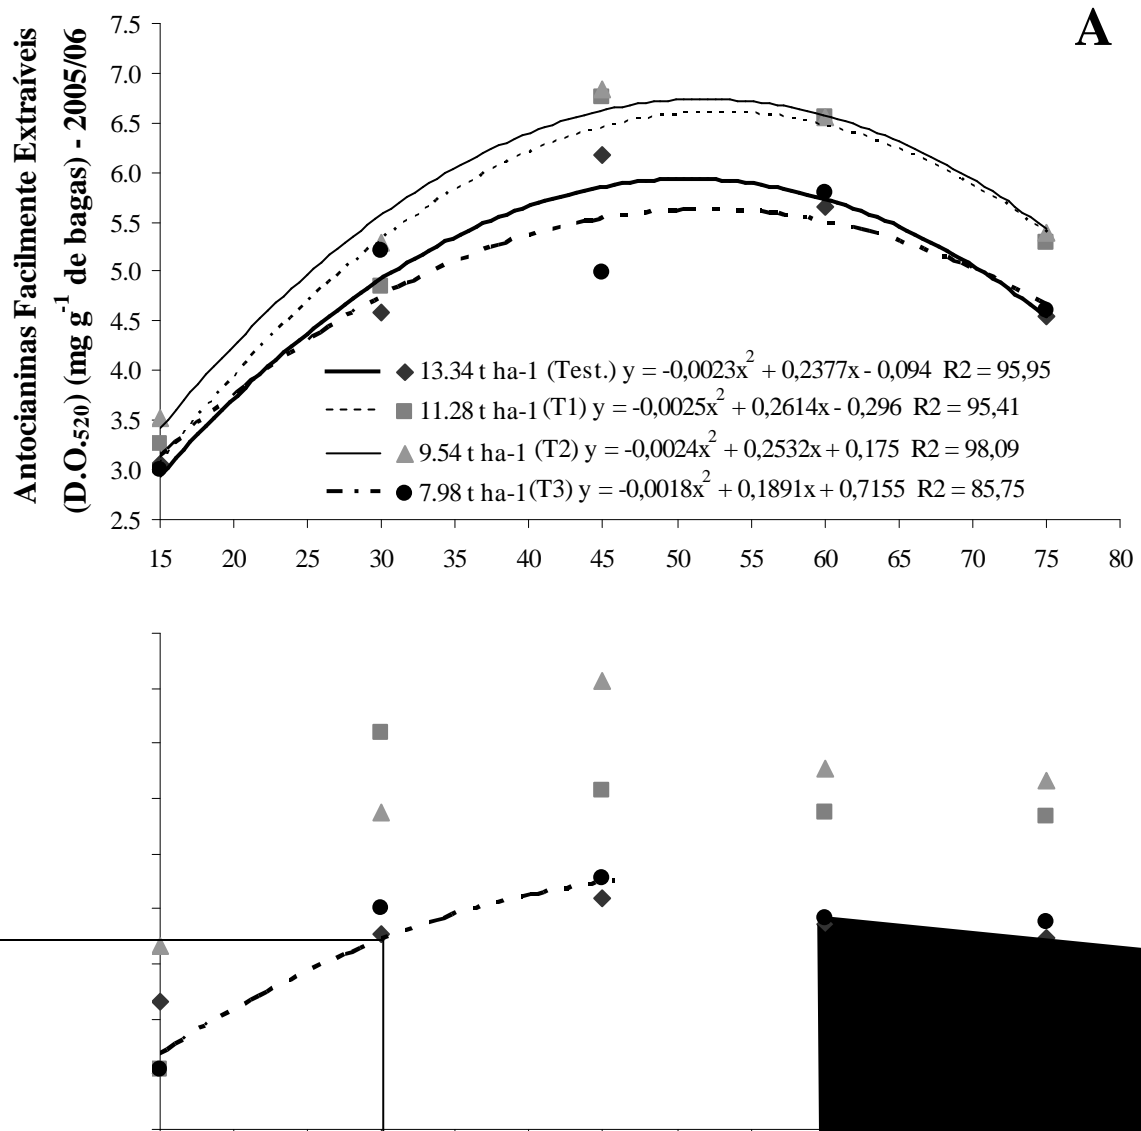 A
Antocianinas Facilmente Extraíveis
(D.O.₅₂₀) (mg g⁻¹ de bagas) - 2005/06
7.5
7.0
6.5
6.0
5.5
5.0
4.5
4.0
3.5
3.0
2.5
13.34 t ha-1 (Test.) y = -0,0023x² + 0,2377x - 0,094 R2 = 95,95
11.28 t ha-1 (T1) y = -0,0025x² + 0,2614x - 0,296 R2 = 95,41
9.54 t ha-1 (T2) y = -0,0024x² + 0,2532x + 0,175 R2 = 98,09
7.98 t ha-1 (T3) y = -0,0018x² + 0,1891x + 0,7155 R2 = 85,75
15 20 25 30 35 40 45 50 55 60 65 70 75 80